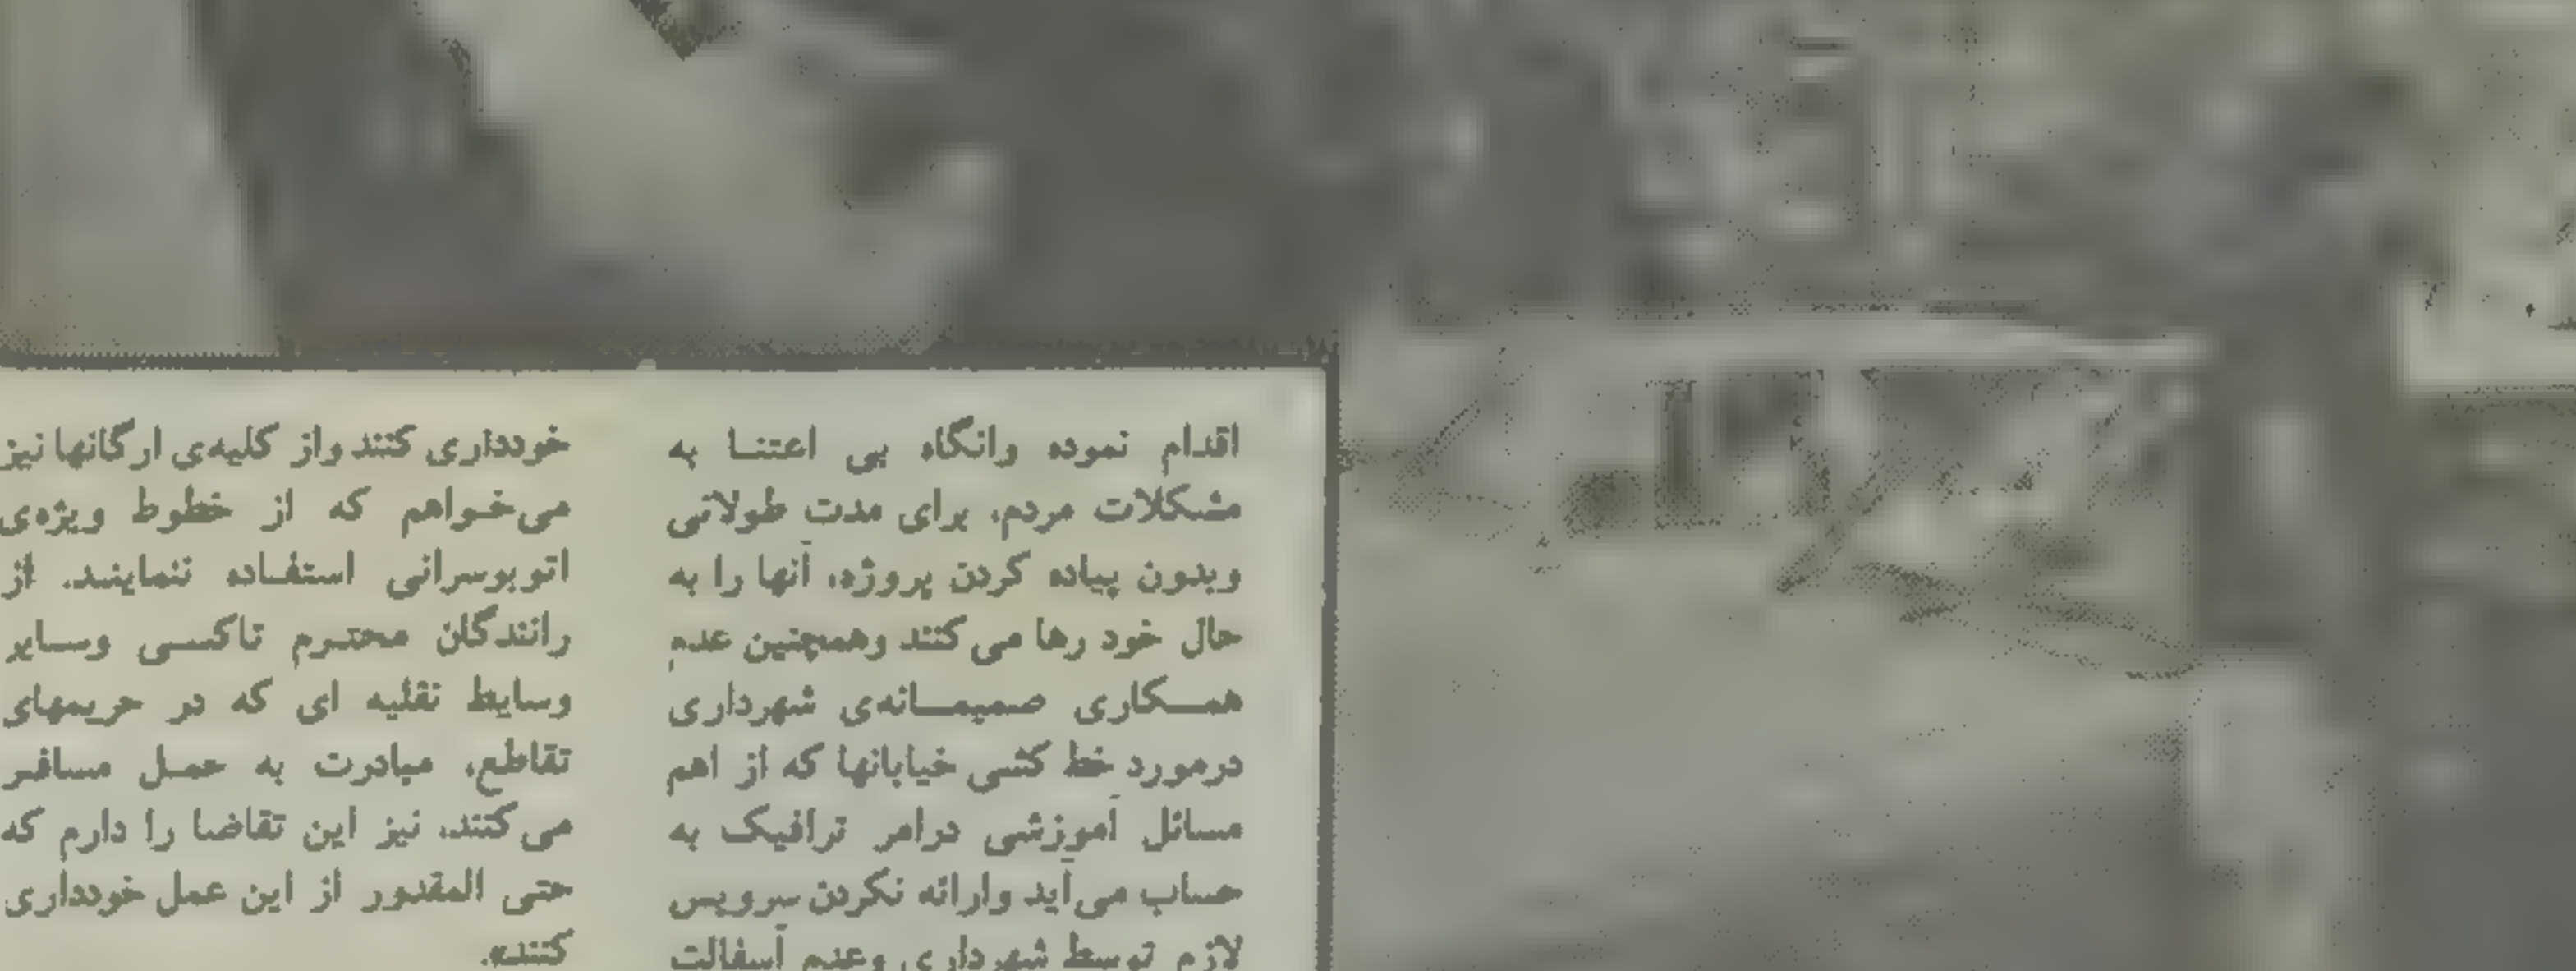 اقدام نموده وانگاه بی اعتنا به
مشکلات مردم، برای مدت طولانی
وبدون پیاده کردن پروژه، آنها را به
حال خود رها می‌کنند وهمچنین عدم
همکاری صمیمانه‌ی شهرداری
درمورد خط کشی خیابانها که از اهم
مسائل آموزشی درامر ترافیک به
حساب می‌آید وارائه نکردن سرویس
لازم توسط شهرداری وعدم آسفالت
خودداری کنند واز کلیه‌ی ارگانها نیز
می‌خواهم که از خطوط ویژه‌ی
اتوبوسرانی استفاده ننمایند. از
رانندگان محترم تاکسی وسایر
وسایط نقلیه ای که در حریمهای
تقاطع، مبادرت به حمل مسافر
می‌کنند، نیز این تقاضا را دارم که
حتی المقدور از این عمل خودداری
کنند».